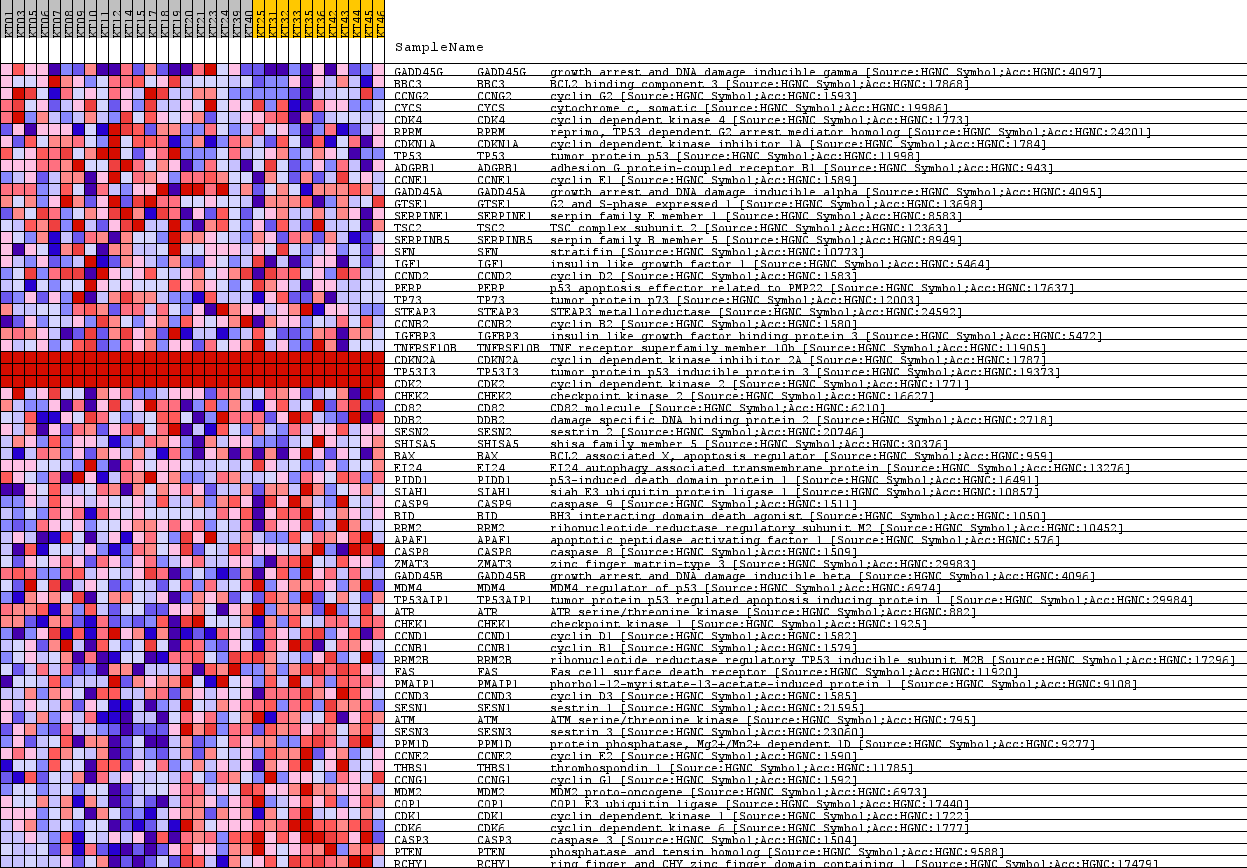 KT01 KT03 KT05 KT06 KT07 KT08 KT09 KT10 KT11 KT12 KT14 KT15 KT17 KT18 KT19 KT20 KT21 KT23 KT24 KT39 KT40 KT25 KT31 KT32 KT33 KT35 KT36 KT42 KT43 KT44 KT45 KT46
SampleName
GADD45G GADD45G growth arrest and DNA damage inducible gamma [Source:HGNC Symbol;Acc:HGNC:4097]
BBC3 BBC3 BCL2 binding component 3 [Source:HGNC Symbol;Acc:HGNC:17868]
CCNG2 CCNG2 cyclin G2 [Source:HGNC Symbol;Acc:HGNC:1593]
CYCS CYCS cytochrome c, somatic [Source:HGNC Symbol;Acc:HGNC:19986]
CDK4 CDK4 cyclin dependent kinase 4 [Source:HGNC Symbol;Acc:HGNC:1773]
RPRM RPRM reprimo, TP53 dependent G2 arrest mediator homolog [Source:HGNC Symbol;Acc:HGNC:24201]
CDKN1A CDKN1A cyclin dependent kinase inhibitor 1A [Source:HGNC Symbol;Acc:HGNC:1784]
TP53 TP53 tumor protein p53 [Source:HGNC Symbol;Acc:HGNC:11998]
ADGRB1 ADGRB1 adhesion G protein-coupled receptor B1 [Source:HGNC Symbol;Acc:HGNC:943]
CCNE1 CCNE1 cyclin E1 [Source:HGNC Symbol;Acc:HGNC:1589]
GADD45A GADD45A growth arrest and DNA damage inducible alpha [Source:HGNC Symbol;Acc:HGNC:4095]
GTSE1 GTSE1 G2 and S-phase expressed 1 [Source:HGNC Symbol;Acc:HGNC:13698]
SERPINE1 SERPINE1 serpin family E member 1 [Source:HGNC Symbol;Acc:HGNC:8583]
TSC2 TSC2 TSC complex subunit 2 [Source:HGNC Symbol;Acc:HGNC:12363]
SERPINB5 SERPINB5 serpin family B member 5 [Source:HGNC Symbol;Acc:HGNC:8949]
SFN SFN stratifin [Source:HGNC Symbol;Acc:HGNC:10773]
IGF1 IGF1 insulin like growth factor 1 [Source:HGNC Symbol;Acc:HGNC:5464]
CCND2 CCND2 cyclin D2 [Source:HGNC Symbol;Acc:HGNC:1583]
PERP PERP p53 apoptosis effector related to PMP22 [Source:HGNC Symbol;Acc:HGNC:17637]
TP73 TP73 tumor protein p73 [Source:HGNC Symbol;Acc:HGNC:12003]
STEAP3 STEAP3 STEAP3 metalloreductase [Source:HGNC Symbol;Acc:HGNC:24592]
CCNB2 CCNB2 cyclin B2 [Source:HGNC Symbol;Acc:HGNC:1580]
IGFBP3 IGFBP3 insulin like growth factor binding protein 3 [Source:HGNC Symbol;Acc:HGNC:5472]
TNFRSF10B TNFRSF10B TNF receptor superfamily member 10b [Source:HGNC Symbol;Acc:HGNC:11905]
CDKN2A CDKN2A cyclin dependent kinase inhibitor 2A [Source:HGNC Symbol;Acc:HGNC:1787]
TP53I3 TP53I3 tumor protein p53 inducible protein 3 [Source:HGNC Symbol;Acc:HGNC:19373]
CDK2 CDK2 cyclin dependent kinase 2 [Source:HGNC Symbol;Acc:HGNC:1771]
CHEK2 CHEK2 checkpoint kinase 2 [Source:HGNC Symbol;Acc:HGNC:16627]
CD82 CD82 CD82 molecule [Source:HGNC Symbol;Acc:HGNC:6210]
DDB2 DDB2 damage specific DNA binding protein 2 [Source:HGNC Symbol;Acc:HGNC:2718]
SESN2 SESN2 sestrin 2 [Source:HGNC Symbol;Acc:HGNC:20746]
SHISA5 SHISA5 shisa family member 5 [Source:HGNC Symbol;Acc:HGNC:30376]
BAX BAX BCL2 associated X, apoptosis regulator [Source:HGNC Symbol;Acc:HGNC:959]
EI24 EI24 EI24 autophagy associated transmembrane protein [Source:HGNC Symbol;Acc:HGNC:13276]
PIDD1 PIDD1 p53-induced death domain protein 1 [Source:HGNC Symbol;Acc:HGNC:16491]
SIAH1 SIAH1 siah E3 ubiquitin protein ligase 1 [Source:HGNC Symbol;Acc:HGNC:10857]
CASP9 CASP9 caspase 9 [Source:HGNC Symbol;Acc:HGNC:1511]
BID BID BH3 interacting domain death agonist [Source:HGNC Symbol;Acc:HGNC:1050]
RRM2 RRM2 ribonucleotide reductase regulatory subunit M2 [Source:HGNC Symbol;Acc:HGNC:10452]
APAF1 APAF1 apoptotic peptidase activating factor 1 [Source:HGNC Symbol;Acc:HGNC:576]
CASP8 CASP8 caspase 8 [Source:HGNC Symbol;Acc:HGNC:1509]
ZMAT3 ZMAT3 zinc finger matrin-type 3 [Source:HGNC Symbol;Acc:HGNC:29983]
GADD45B GADD45B growth arrest and DNA damage inducible beta [Source:HGNC Symbol;Acc:HGNC:4096]
MDM4 MDM4 MDM4 regulator of p53 [Source:HGNC Symbol;Acc:HGNC:6974]
TP53AIP1 TP53AIP1 tumor protein p53 regulated apoptosis inducing protein 1 [Source:HGNC Symbol;Acc:HGNC:29984]
ATR ATR ATR serine/threonine kinase [Source:HGNC Symbol;Acc:HGNC:882]
CHEK1 CHEK1 checkpoint kinase 1 [Source:HGNC Symbol;Acc:HGNC:1925]
CCND1 CCND1 cyclin D1 [Source:HGNC Symbol;Acc:HGNC:1582]
CCNB1 CCNB1 cyclin B1 [Source:HGNC Symbol;Acc:HGNC:1579]
RRM2B RRM2B ribonucleotide reductase regulatory TP53 inducible subunit M2B [Source:HGNC Symbol;Acc:HGNC:17296]
FAS FAS Fas cell surface death receptor [Source:HGNC Symbol;Acc:HGNC:11920]
PMAIP1 PMAIP1 phorbol-12-myristate-13-acetate-induced protein 1 [Source:HGNC Symbol;Acc:HGNC:9108]
CCND3 CCND3 cyclin D3 [Source:HGNC Symbol;Acc:HGNC:1585]
SESN1 SESN1 sestrin 1 [Source:HGNC Symbol;Acc:HGNC:21595]
ATM ATM ATM serine/threonine kinase [Source:HGNC Symbol;Acc:HGNC:795]
SESN3 SESN3 sestrin 3 [Source:HGNC Symbol;Acc:HGNC:23060]
PPM1D PPM1D protein phosphatase, Mg2+/Mn2+ dependent 1D [Source:HGNC Symbol;Acc:HGNC:9277]
CCNE2 CCNE2 cyclin E2 [Source:HGNC Symbol;Acc:HGNC:1590]
THBS1 THBS1 thrombospondin 1 [Source:HGNC Symbol;Acc:HGNC:11785]
CCNG1 CCNG1 cyclin G1 [Source:HGNC Symbol;Acc:HGNC:1592]
MDM2 MDM2 MDM2 proto-oncogene [Source:HGNC Symbol;Acc:HGNC:6973]
COP1 COP1 COP1 E3 ubiquitin ligase [Source:HGNC Symbol;Acc:HGNC:17440]
CDK1 CDK1 cyclin dependent kinase 1 [Source:HGNC Symbol;Acc:HGNC:1722]
CDK6 CDK6 cyclin dependent kinase 6 [Source:HGNC Symbol;Acc:HGNC:1777]
CASP3 CASP3 caspase 3 [Source:HGNC Symbol;Acc:HGNC:1504]
PTEN PTEN phosphatase and tensin homolog [Source:HGNC Symbol;Acc:HGNC:9588]
RCHY1 RCHY1 ring finger and CHY zinc finger domain containing 1 [Source:HGNC Symbol;Acc:HGNC:17479]